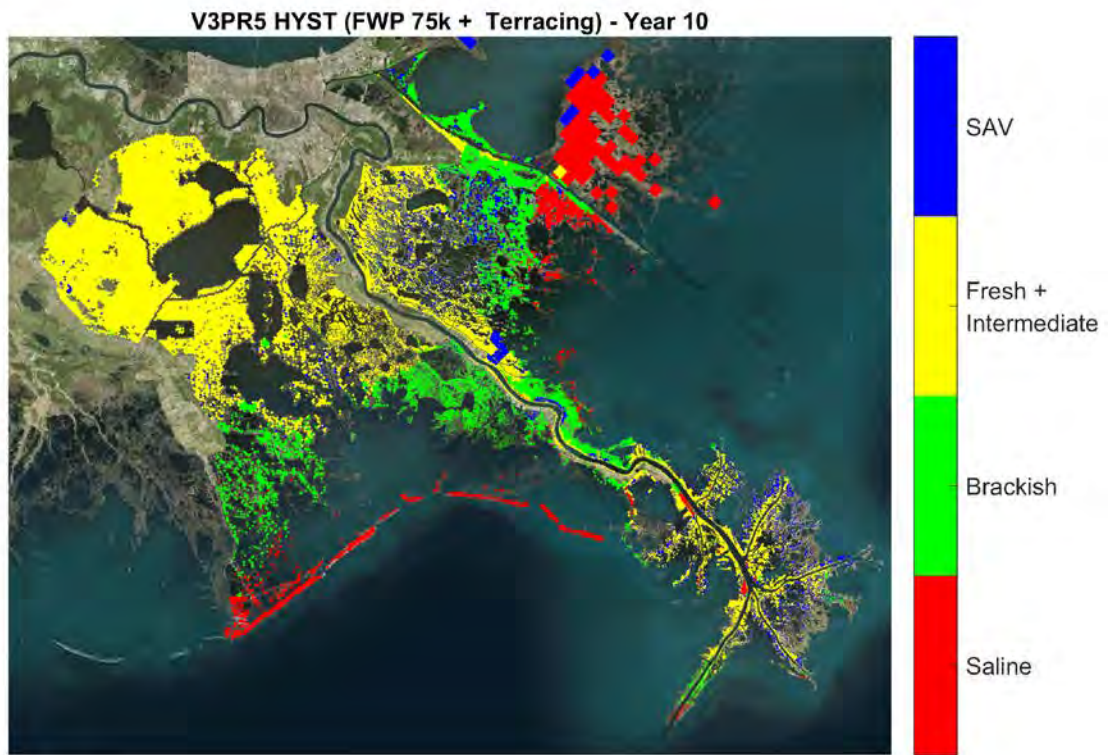 V3PR5 HYST (FWP 75k + Terracing) - Year 10
SAV
Fresh +
Intermediate
Brackish
Saline